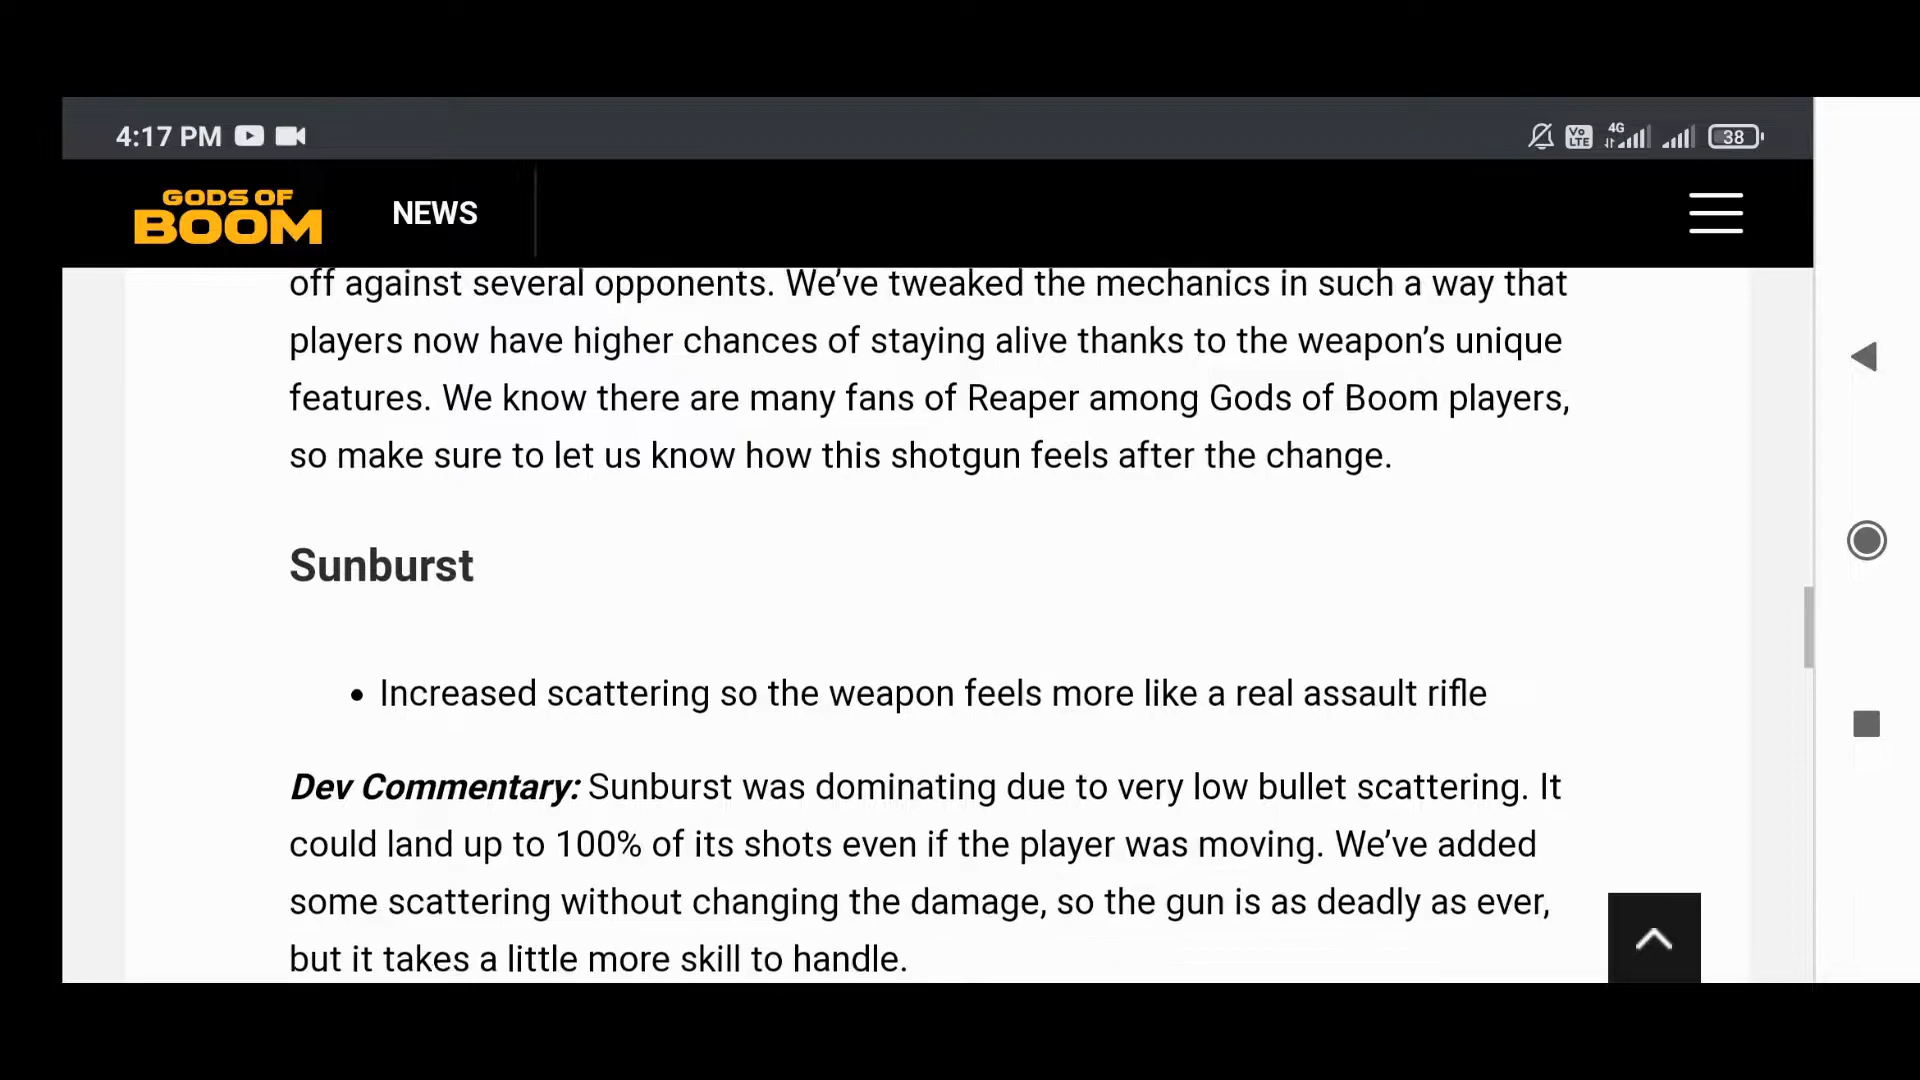 4:17 PM
Vo
LTE
4G
38
GODS OF
BOOM
NEWS
off against several opponents. We’ve tweaked the mechanics in such a way that
players now have higher chances of staying alive thanks to the weapon’s unique
features. We know there are many fans of Reaper among Gods of Boom players,
so make sure to let us know how this shotgun feels after the change.
Sunburst
• Increased scattering so the weapon feels more like a real assault rifle
Dev Commentary: Sunburst was dominating due to very low bullet scattering. It
could land up to 100% of its shots even if the player was moving. We’ve added
some scattering without changing the damage, so the gun is as deadly as ever,
but it takes a little more skill to handle.